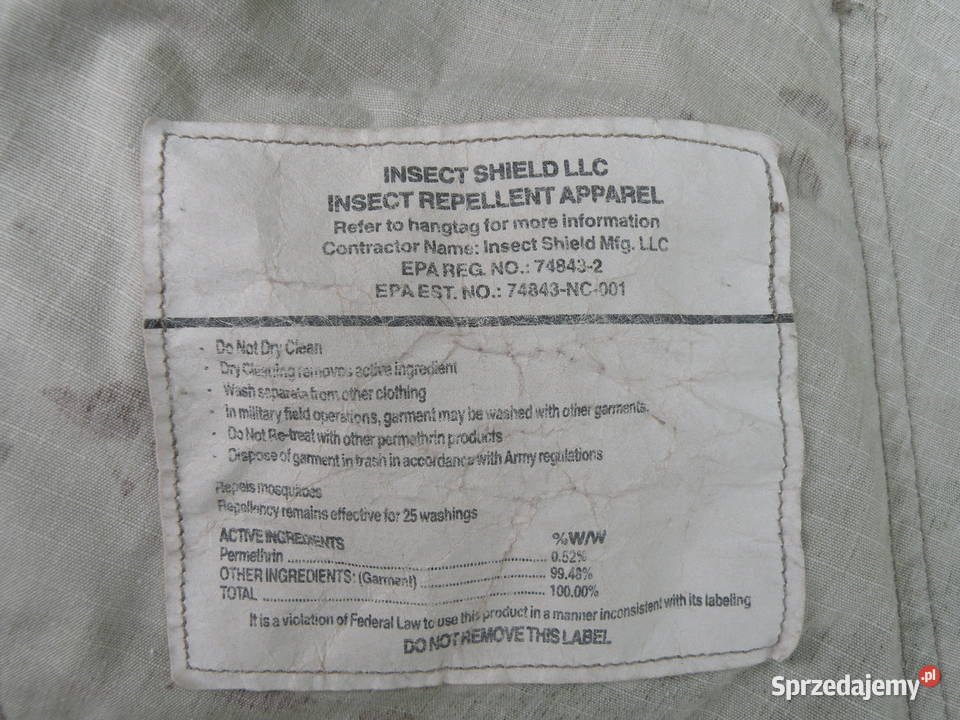 INSECT SHIELD LLC
INSECT REPELLENT APPAREL
Refer to hangtag for more information
Contractor Name: Insect Shield Mfg. LLC
EPA REG. NO.: 74843-2
EPA EST. NO.: 74843-NC-001
- Do Not Dry Clean
- Dry Cleaning removes active ingredient
- Wash separate from other clothing
- In military field operations, garment may be washed with other garments.
- Do Not Re-treat with other permethrin products
- Dispose of garment in trash in accordance with Army regulations
Repels mosquitoes
Repellency remains effective for 25 washings
ACTIVE INGREDIENTS %W/W
Permethrin ........................ 0.52%
OTHER INGREDIENTS: (Garment) ........................ 99.48%
TOTAL ........................ 100.00%
It is a violation of Federal Law to use this product in a manner inconsistent with its labeling
DO NOT REMOVE THIS LABEL
Sprzedajemy.pl